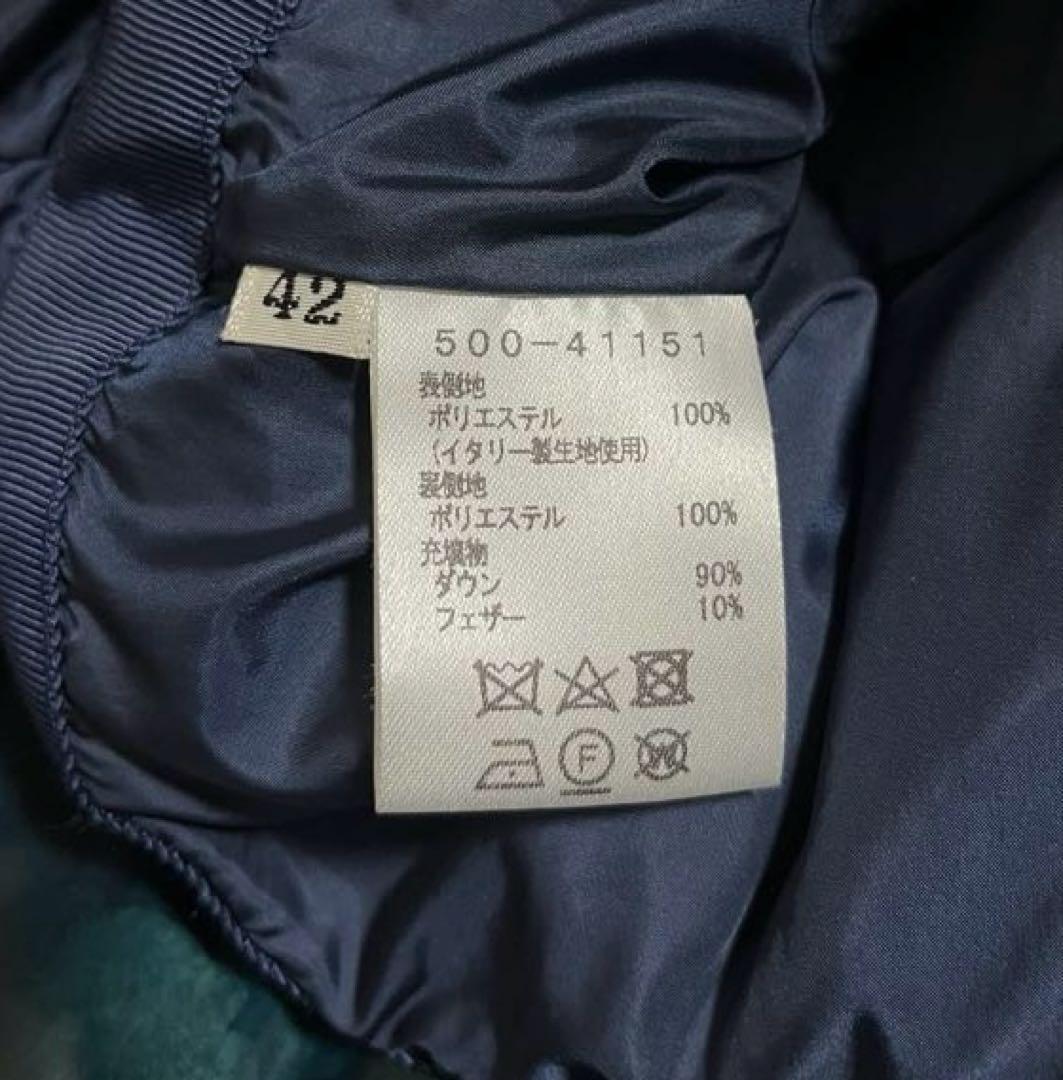 42
500-41151
表側地
ポリエステル 100%
(イタリー製生地使用)
裏側地
ポリエステル 100%
充填物
ダウン 90%
フェザー 10%
F
W